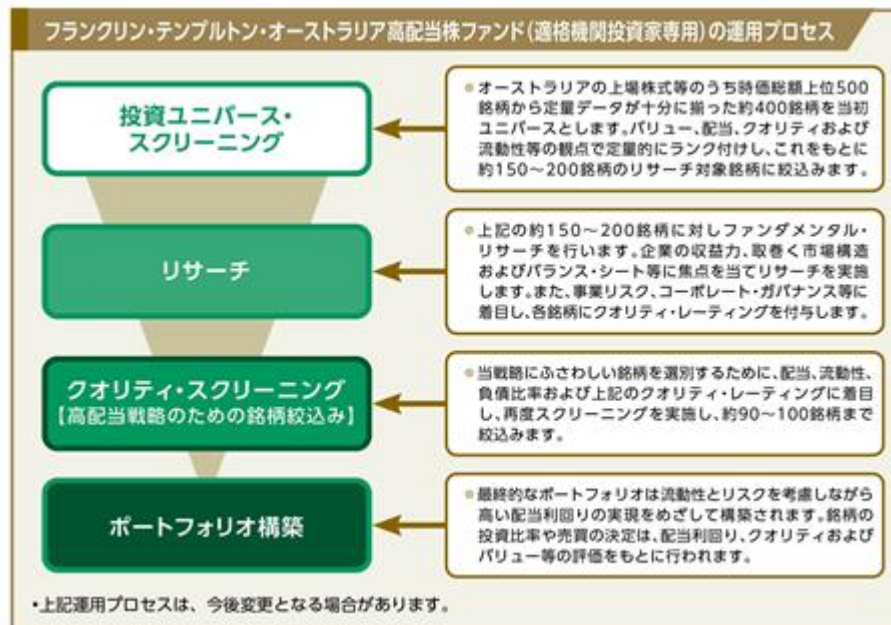 フランクリン・テンプルトン・オーストラリア高配当株ファンド(適格機関投資家専用)の運用プロセス
投資ユニバース・
スクリーニング
●オーストラリアの上場株式等のうち時価総額上位500
銘柄から定量データが十分に揃った約400銘柄を当初
ユニバースとします。バリュー、配当、クオリティおよび
流動性等の観点で定量的にランク付けし、これをもとに
約150～200銘柄のリサーチ対象銘柄に絞込みます。
リサーチ
●上記の約150～200銘柄に対しファンダメンタル・
リサーチを行います。企業の収益力、取巻く市場構造
およびバランス・シート等に焦点を当てリサーチを実施
します。また、事業リスク、コーポレート・ガバナンス等に
着目し、各銘柄にクオリティ・レーティングを付与します。
クオリティ・スクリーニング
【高配当戦略のための銘柄絞込み】
●当戦略にふさわしい銘柄を選別するために、配当、流動性、
負債比率および上記のクオリティ・レーティングに着目
し、再度スクリーニングを実施し、約90～100銘柄まで
絞込みます。
ポートフォリオ構築
●最終的なポートフォリオは流動性とリスクを考慮しながら
高い配当利回りの実現をめざして構築されます。銘柄の
投資比率や売買の決定は、配当利回り、クオリティおよび
バリュー等の評価をもとに行われます。
・上記運用プロセスは、今後変更となる場合があります。